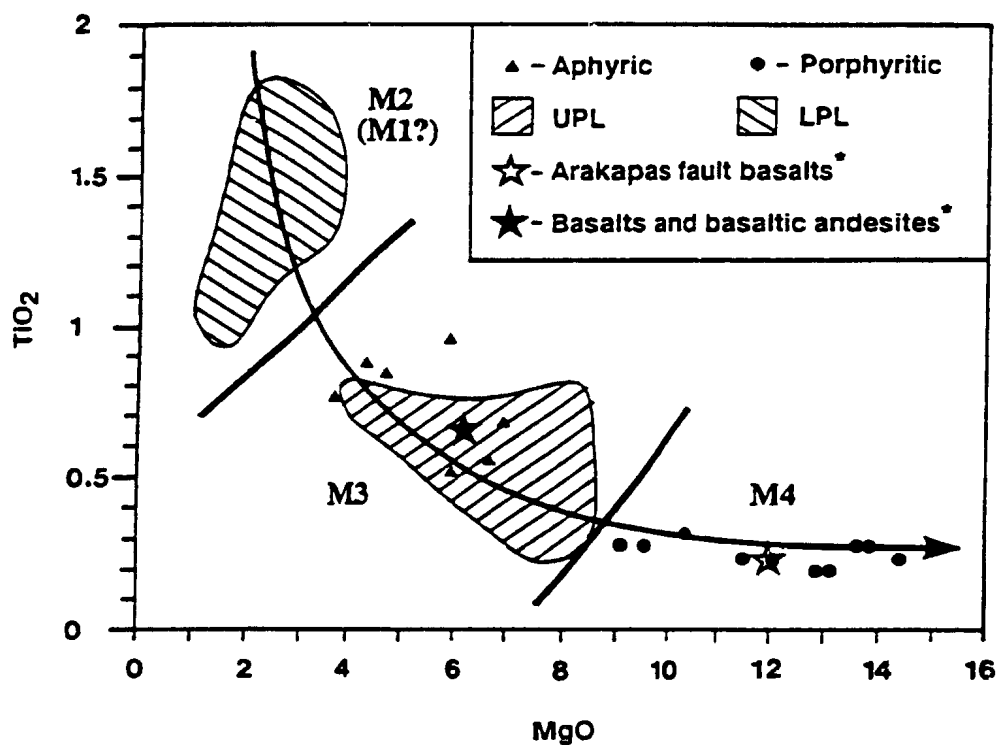 2
1.5
1
0.5
0
TiO2
M2
(M1?)
M3
M4
- Aphyric
- Porphyritic
UPL
LPL
- Arakapas fault basalts*
- Basalts and basaltic andesites*
0 2 4 6 8 10 12 14 16
MgO